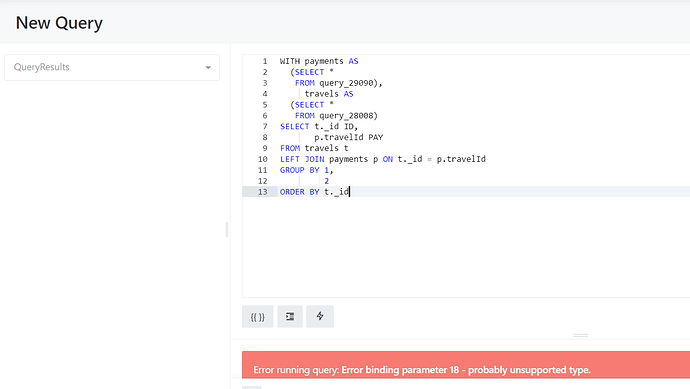 New Query
QueryResults
1 WITH payments AS
2 (SELECT *
3 FROM query_29090),
4 travels AS
5 (SELECT *
6 FROM query_28008)
7 SELECT t._id ID,
8 p.travelId PAY
9 FROM travels t
10 LEFT JOIN payments p ON t._id = p.travelId
11 GROUP BY 1,
12 2
13 ORDER BY t._id
{{ }}
Error running query: Error binding parameter 18 - probably unsupported type.